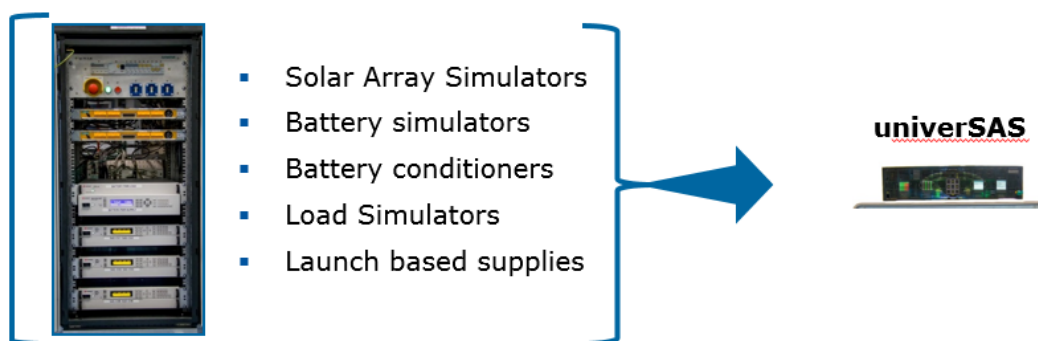 Solar Array Simulators
Battery simulators
Battery conditioners
Load Simulators
Launch based supplies
univerSAS